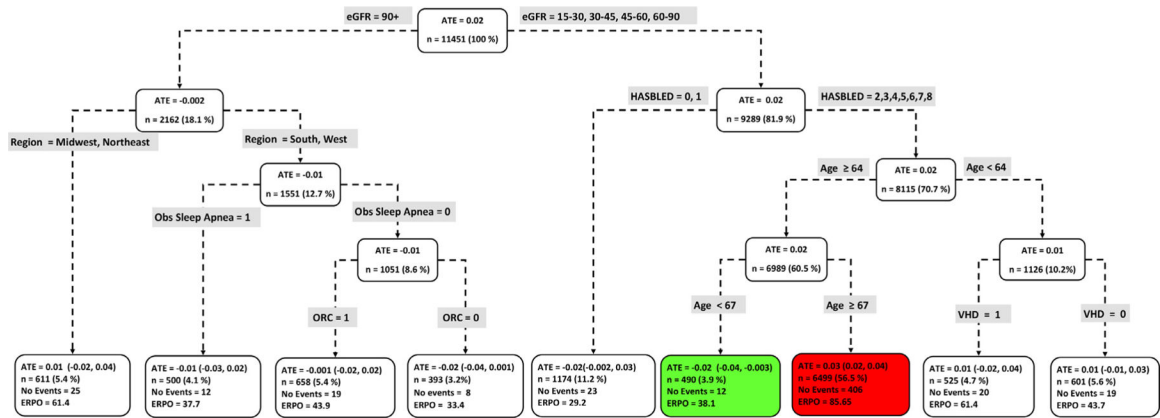 eGFR = 90+
ATE = 0.02
n = 11451 (100 %)
eGFR = 15-30, 30-45, 45-60, 60-90
ATE = -0.002
n = 2162 (18.1 %)
HASBLED = 0, 1
ATE = 0.02
n = 9289 (81.9 %)
HASBLED = 2,3,4,5,6,7,8
Region = Midwest, Northeast
Region = South, West
ATE = -0.01
n = 1551 (12.7 %)
Age ≥ 64
ATE = 0.02
n = 8115 (70.7 %)
Age < 64
Obs Sleep Apnea = 1
Obs Sleep Apnea = 0
ATE = -0.01
n = 1051 (8.6 %)
ATE = 0.02
n = 6989 (60.5 %)
ATE = 0.01
n = 1126 (10.2%)
ORC = 1
ORC = 0
Age < 67
Age ≥ 67
VHD = 1
VHD = 0
ATE = 0.01 (-0.02, 0.04)
n = 611 (5.4 %)
No Events = 25
ERPO = 61.4
ATE = -0.01 (-0.03, 0.02)
n = 500 (4.1 %)
No Events = 12
ERPO = 37.7
ATE = -0.001 (-0.02, 0.02)
n = 658 (5.4 %)
No Events = 19
ERPO = 43.9
ATE = -0.02 (-0.04, 0.001)
n = 393 (3.2%)
no Events = 8
ERPO = 33.4
ATE = -0.02(-0.002, 0.03)
n = 1174 (11.2 %)
No Events = 23
ERPO = 29.2
ATE = -0.02 (-0.04, -0.003)
n = 490 (3.9 %)
No Events = 12
ERPO = 38.1
ATE = 0.03 (0.02, 0.04)
n = 6499 (56.5 %)
No Events = 406
ERPO = 85.65
ATE = 0.01 (-0.02, 0.04)
n = 525 (4.7 %)
No Events = 20
ERPO = 61.4
ATE = 0.01 (-0.01, 0.03)
n = 601 (5.6 %)
No Events = 19
ERPO = 43.7